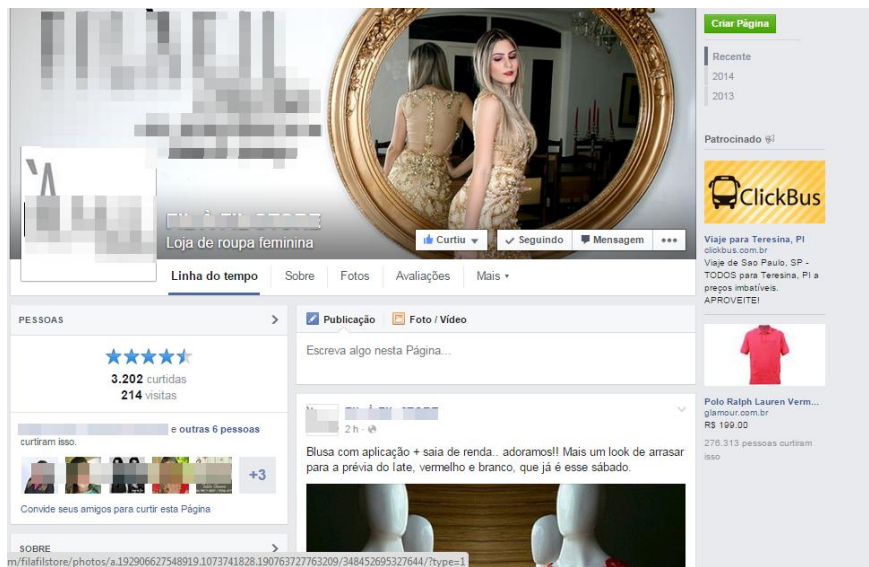 Criar Página
Recente
2014
2013
Patrocinado
ClickBus
Viaje para Teresina, PI
clickbus.com.br
Viaje de Sao Paulo, SP -
TODOS para Teresina, PI a
preços imbatíveis.
APROVEITE!
Polo Ralph Lauren Verm...
glamour.com.br
R$ 199.00
276.313 pessoas curtiram
isso
Loja de roupa feminina
Curtiu
Seguindo
Mensagem
Linha do tempo
Sobre
Fotos
Avaliações
Mais
PESSOAS
3.202 curtidas
214 visitas
e outras 6 pessoas
curtiram isso.
+3
Convide seus amigos para curtir esta Página
SOBRE
Publicação
Foto / Vídeo
Escreva algo nesta Página...
2 h
Blusa com aplicação + saia de renda.. adoramos!! Mais um look de arrasar
para a prévia do Iate, vermelho e branco, que já é esse sábado.
m/filafilstore/photos/a.192906627548919.1073741828.190763727763209/348452695327644/?type=1